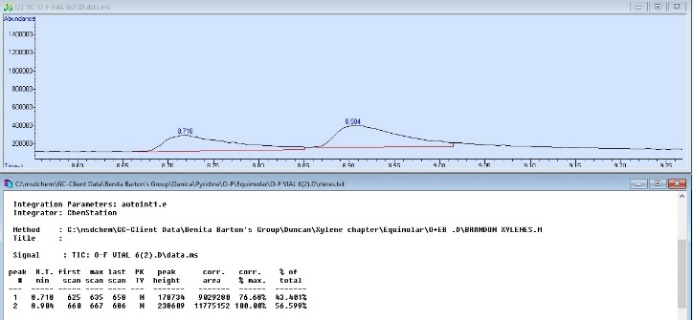 [2] TIC: O-F VIAL 6(2).D\data.ms
Abundance
1400000
1200000
1000000
800000
600000
400000
200000
8.718
8.904
Time-->
8.60 8.65 8.70 8.75 8.80 8.85 8.90 8.95 9.00 9.05 9.10 9.15 9.20 9.25
C:\msdchem\GC-Client Data\Benita Barton's Group\Danica\Pyridine\O-F\Equimolar\O-F VIAL 6(2).D\rteres.txt
Integration Parameters: autoint1.e
Integrator: ChemStation
Method : C:\msdchem\GC-Client Data\Benita Barton's Group\Duncan\Xylene chapter\Equimolar\O+EB .D\BRANDON XYLENES.M
Title :
Signal : TIC: O-F VIAL 6(2).D\data.ms
peak R.T. first max last PK peak corr. corr. % of
# min scan scan scan TY height area % max. total
1 8.718 625 635 658 M 178734 9029208 76.68% 43.401%
2 8.904 660 667 686 M 238609 11775152 100.00% 56.599%